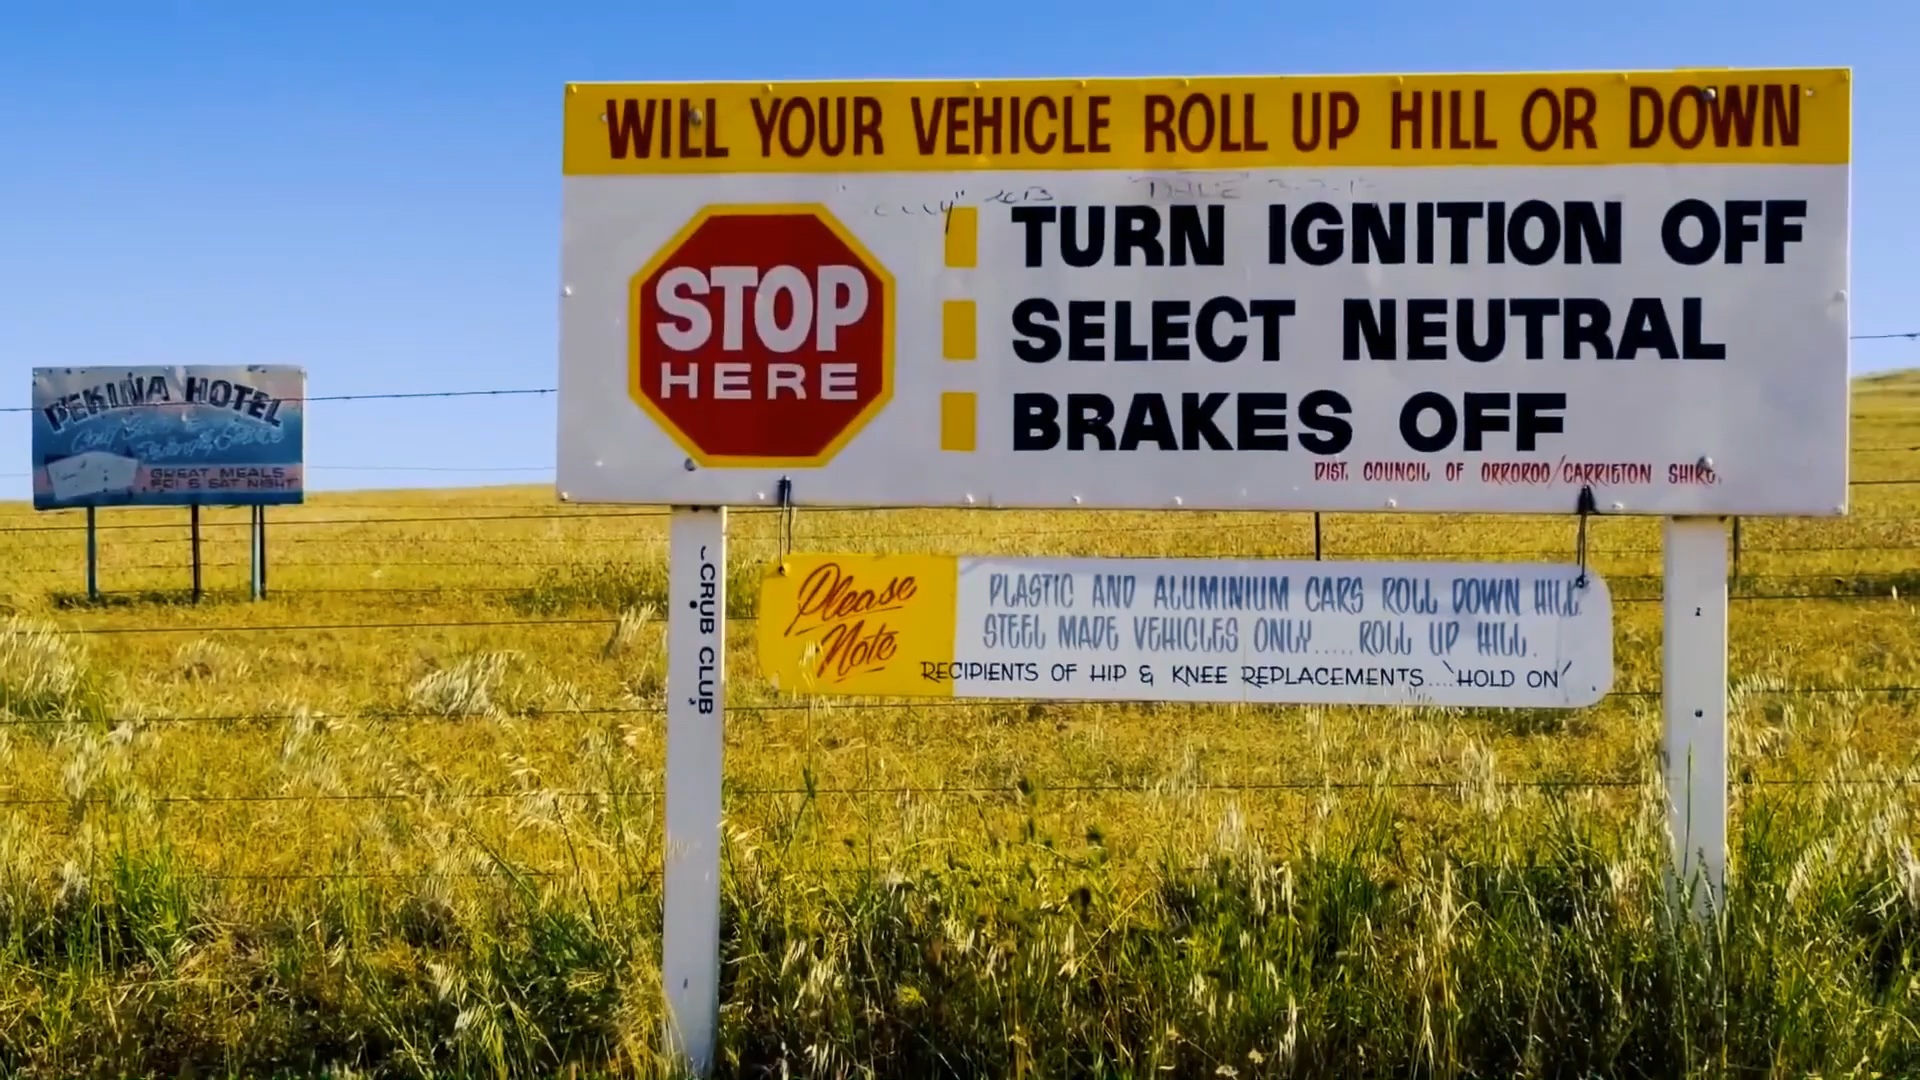 WILL YOUR VEHICLE ROLL UP HILL OR DOWN
STOP
HERE
TURN IGNITION OFF
SELECT NEUTRAL
BRAKES OFF
DIST. COUNCIL OF ORROROO/CARRIETON SHIRE.
Please
Note
PLASTIC AND ALUMINIUM CARS ROLL DOWN HILL
STEEL MADE VEHICLES ONLY.....ROLL UP HILL.
RECIPIENTS OF HIP & KNEE REPLACEMENTS...."HOLD ON"
CRUB CLUB
PEKINA HOTEL
GREAT MEALS
FRI & SAT NIGHT